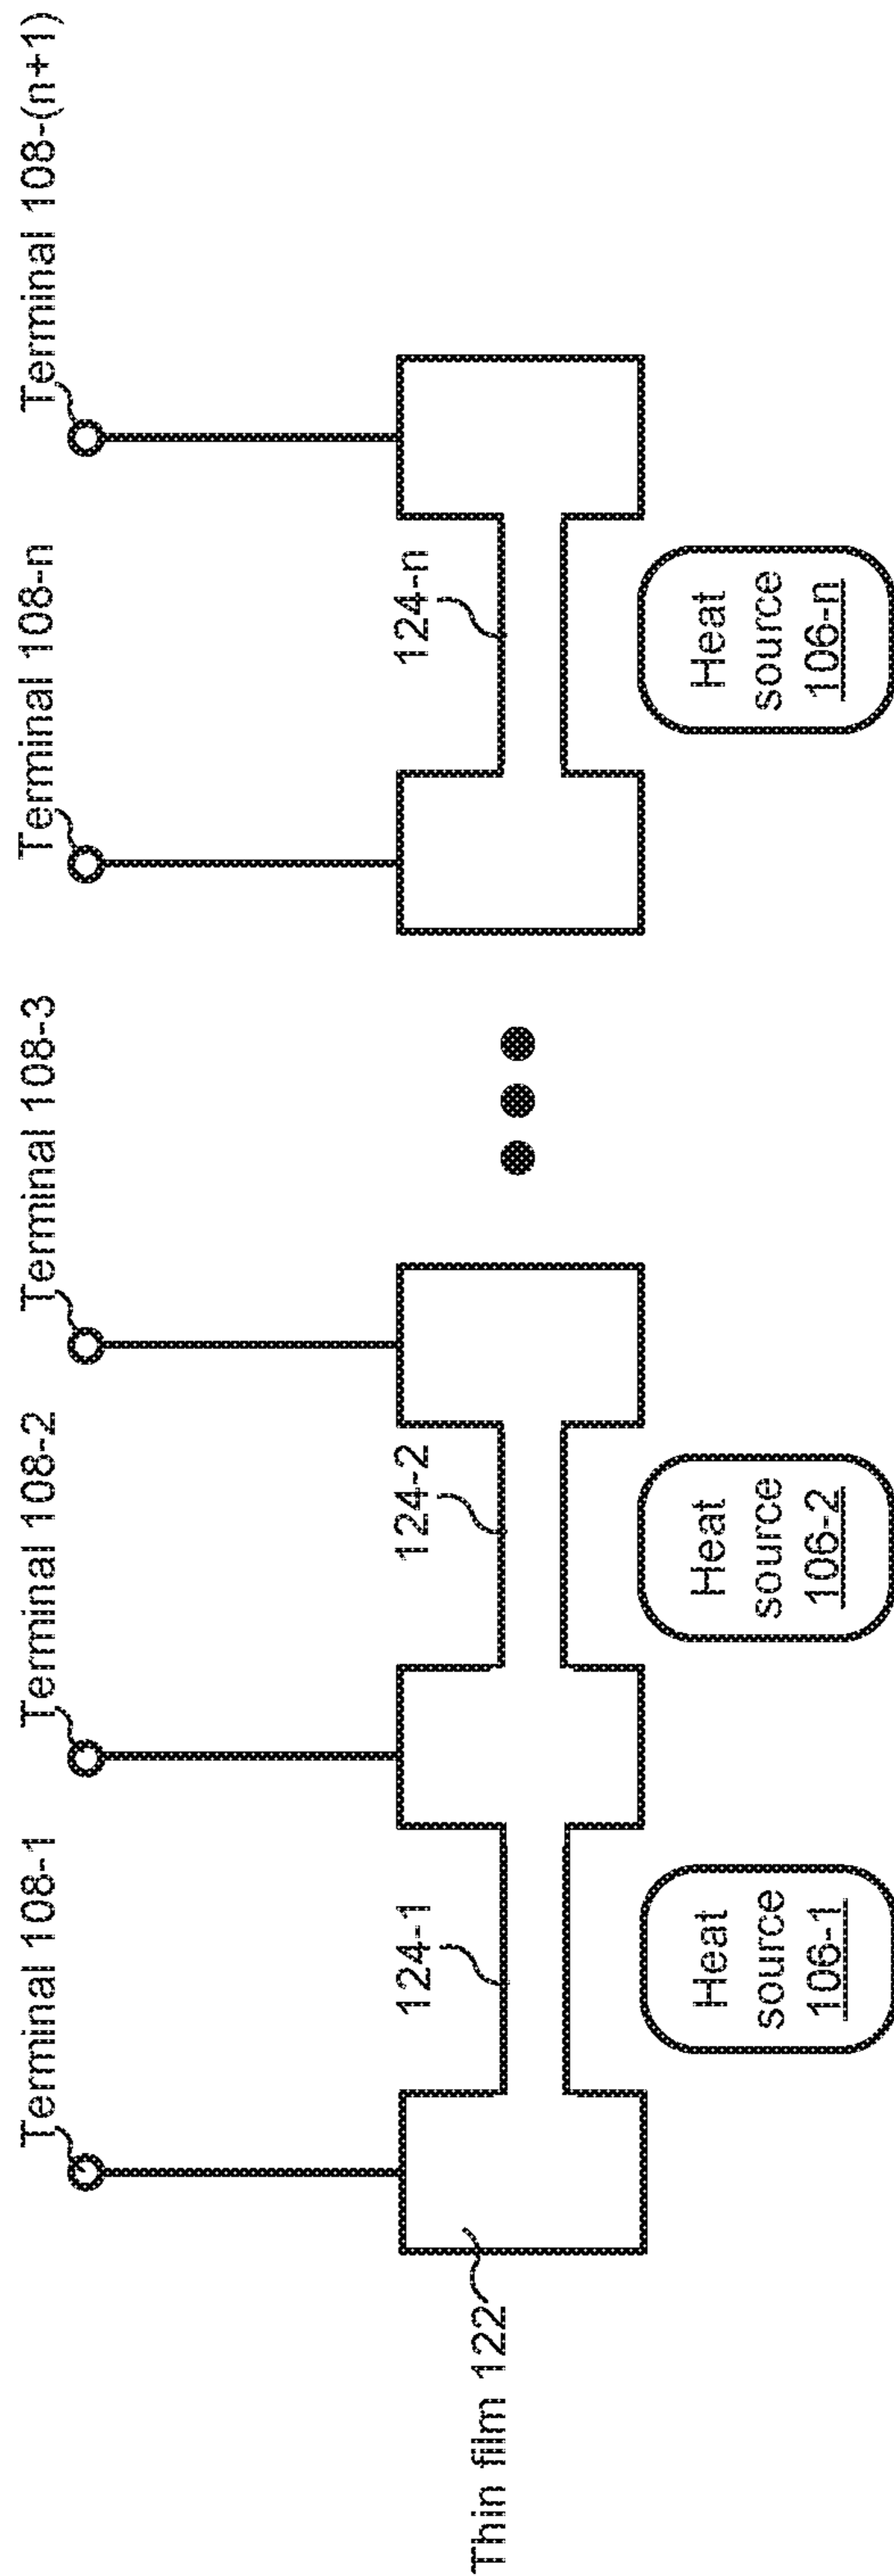 Terminal 108-1
Terminal 108-2
Terminal 108-3
Terminal 108-n
Terminal 108-(n+1)
124-1
124-2
124-n
Thin film 122
Heat
source
106-1
Heat
source
106-2
Heat
source
106-n